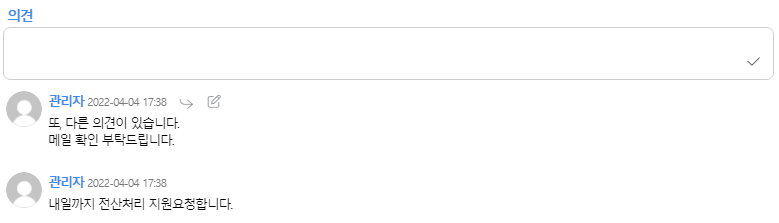 의견
관리자 2022-04-04 17:38
또, 다른 의견이 있습니다.
메일 확인 부탁드립니다.
관리자 2022-04-04 17:38
내일까지 전산처리 지원요청합니다.